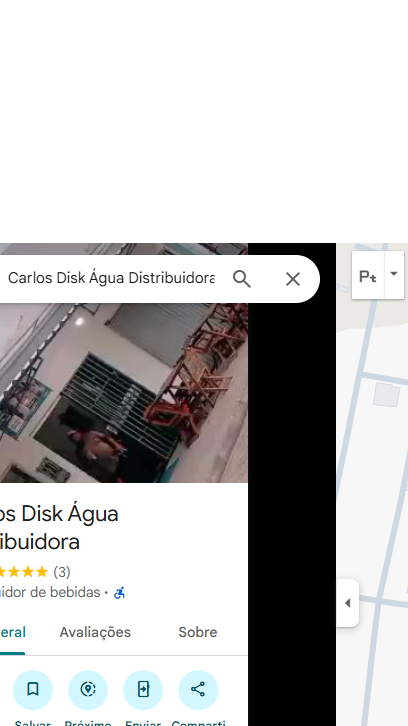 Carlos Disk Água Distribuidora
Pt
os Disk Água
ribuidora
(3)
uidor de bebidas ·
eral Avaliações Sobre
Salvar Próximo Enviar Comparti